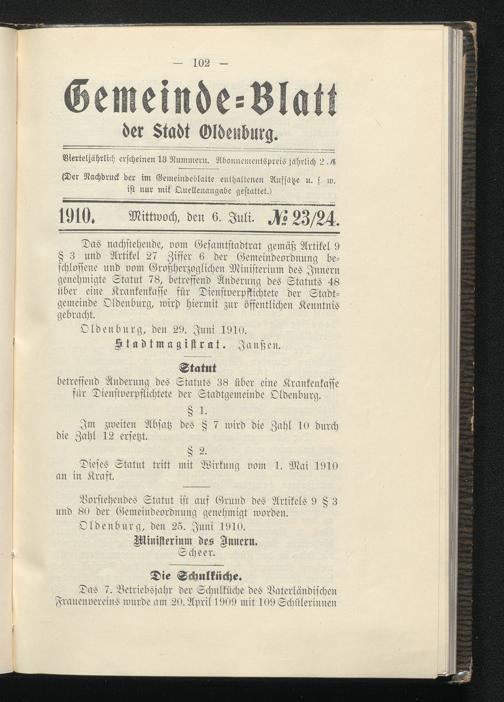 — 102 —
Gemeinde=Blatt
der Stadt Oldenburg.
Vierteljährlich erscheinen 13 Nummern. Abonnementspreis jährlich 2 ℳ
(Der Nachdruck der im Gemeindeblatte enthaltenen Aufsätze u. s. w.
ist nur mit Quellenangabe gestattet.)
1910. Mittwoch, den 6. Juli. № 23/24.
Das nachstehende, vom Gesamtstadtrat gemäß Artikel 9
§ 3 und Artikel 27 Ziffer 6 der Gemeindeordnung be-
schlossene und vom Großherzoglichen Ministerium des Innern
genehmigte Statut 78, betreffend Änderung des Statuts 48
über eine Krankenkasse für Dienstverpflichtete der Stadt-
gemeinde Oldenburg, wird hiermit zur öffentlichen Kenntnis
gebracht.
Oldenburg, den 29. Juni 1910.
Stadtmagistrat. Janßen.
Statut
betreffend Änderung des Statuts 38 über eine Krankenkasse
für Dienstverpflichtete der Stadtgemeinde Oldenburg.
§ 1.
Im zweiten Absatz des § 7 wird die Zahl 10 durch
die Zahl 12 ersetzt.
§ 2.
Dieses Statut tritt mit Wirkung vom 1. Mai 1910
an in Kraft.
Vorstehendes Statut ist auf Grund des Artikels 9 § 3
und 80 der Gemeindeordnung genehmigt worden.
Oldenburg, den 25. Juni 1910.
Ministerium des Innern.
Scheer.
Die Schulküche.
Das 7. Betriebsjahr der Schulküche des Vaterländischen
Frauenvereins wurde am 20. April 1909 mit 109 Schülerinnen